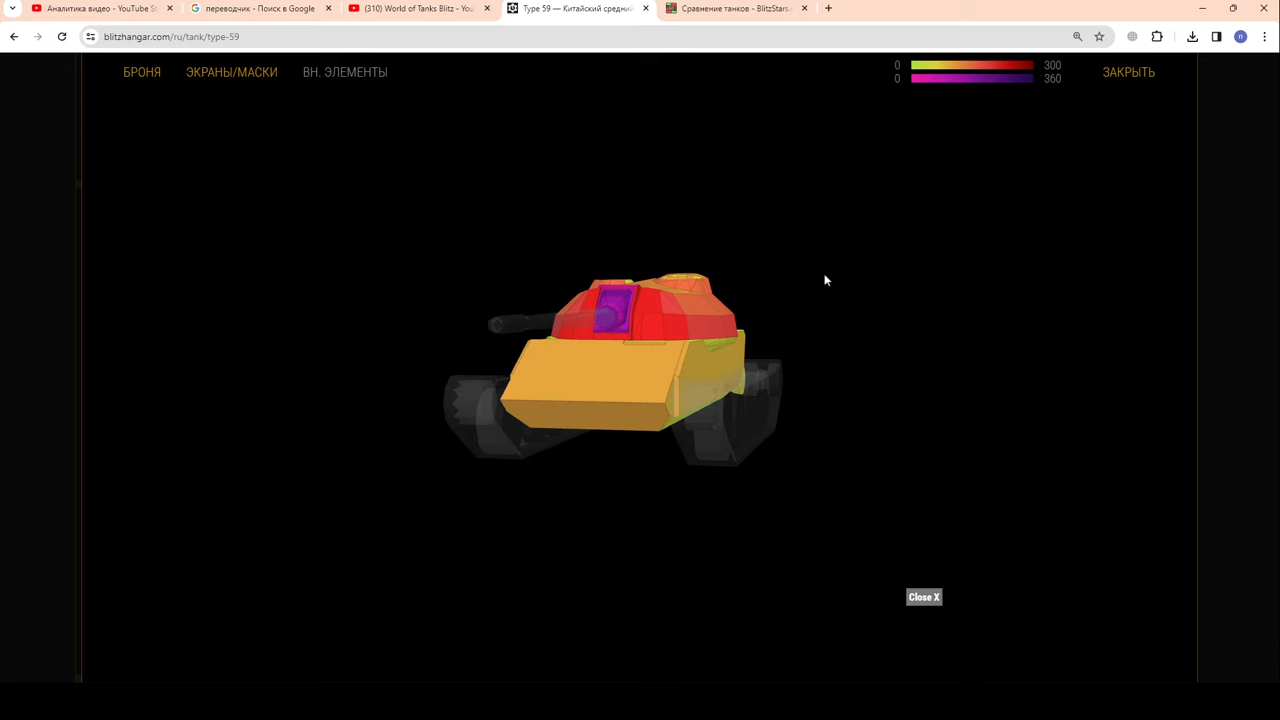 Аналитика видео - YouTube St
переводчик - Поиск в Google
(310) World of Tanks Blitz - You
Type 59 — Китайский средний
Сравнение танков - BlitzStars
blitzhangar.com/ru/tank/type-59
n
БРОНЯ
ЭКРАНЫ/МАСКИ
ВН. ЭЛЕМЕНТЫ
0 300
0 360
ЗАКРЫТЬ
Close X